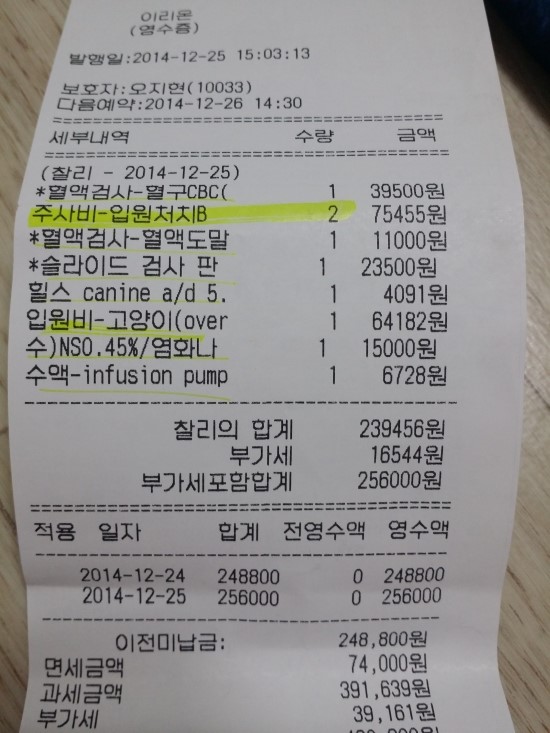 이리온
(영수증)
발행일:2014-12-25 15:03:13
보호자:오지현(10033)
다음예약:2014-12-26 14:30
세부내역 수량 금액
(찰리 - 2014-12-25)
*혈액검사-혈구CBC( 1 39500원
주사비-입원처치B 2 75455원
*혈액검사-혈액도말 1 11000원
*슬라이드 검사 판 1 23500원
힐스 canine a/d 5. 1 4091원
입원비-고양이(over 1 64182원
수)NS0.45%/염화나 1 15000원
수액-infusion pump 1 6728원
찰리의 합계 239456원
부가세 16544원
부가세포함합계 256000원
적용 일자 합계 전영수액 영수액
2014-12-24 248800 0 248800
2014-12-25 256000 0 256000
이전미납금: 248,800원
면세금액 74,000원
과세금액 391,639원
부가세 39,161원